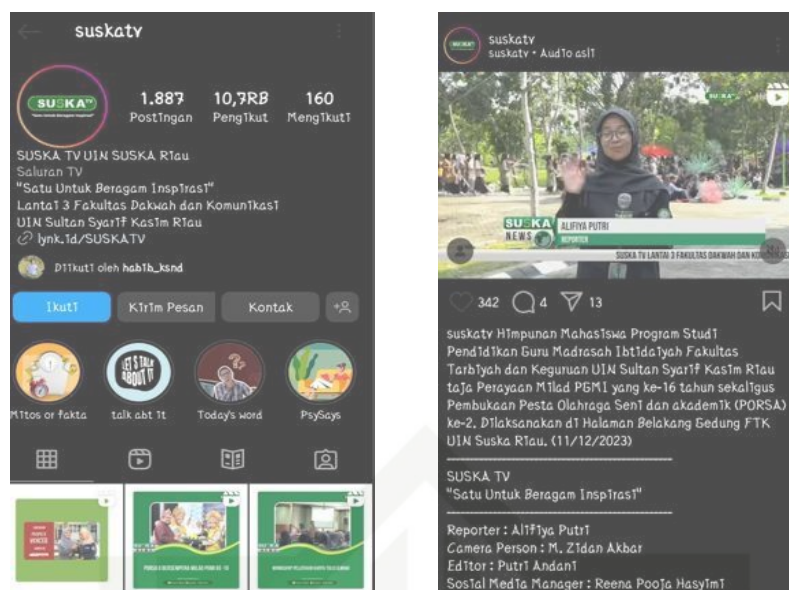 suskatv
SUSKA TV
1.887 10,7RB 160
Postingan Pengikut Mengikuti
SUSKA TV UIN SUSKA Riau
Saluran TV
"Satu Untuk Beragam Inspirasi"
Lantai 3 Fakultas Dakwah dan Komunikasi
UIN Sultan Syarif Kasim Riau
lynk.id/SUSKATV
Diikuti oleh habib_ksnd
Ikuti Kirim Pesan Kontak
LET'S TALK ABOUT IT
Mitos or fakta talk abt it Today's word PsySays
suskatv
suskatv • Audio asli
SUSKA
NEWS
ALIFIYA PUTRI
REPORTER
SUSKA TV LANTAI 3 FAKULTAS DAKWAH DAN
342 4 13
suskatv Himpunan Mahasiswa Program Studi
Pendidikan Guru Madrasah Ibtidaiyah Fakultas
Tarbiyah dan Keguruan UIN Sultan Syarif Kasim Riau
taja Perayaan Milad PGMI yang ke-16 tahun sekaligus
Pembukaan Pesta Olahraga Seni dan akademik (PORSA)
ke-2. Dilaksanakan di Halaman Belakang Gedung FTK
UIN Suska Riau. (11/12/2023)
SUSKA TV
"Satu Untuk Beragam Inspirasi"
Reporter : Alifiya Putri
Camera Person : M. Zidan Akbar
Editor : Putri Andani
Sosial Media Manager : Reena Pooja Hasyimi